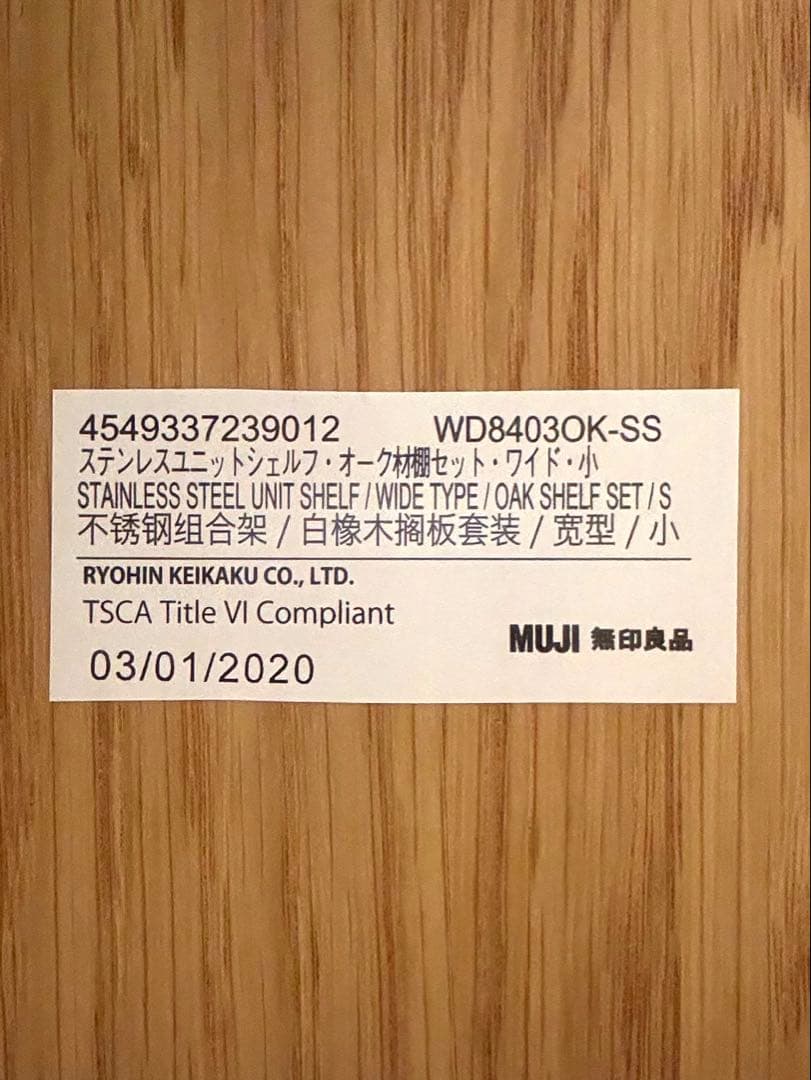 4549337239012 WD8403OK-SS
ステンレスユニットシェルフ・オーク材棚セット・ワイド・小
STAINLESS STEEL UNIT SHELF / WIDE TYPE / OAK SHELF SET / S
不锈钢组合架 / 白橡木搁板套装 / 宽型 / 小
RYOHIN KEIKAKU CO., LTD.
TSCA Title VI Compliant
MUJI 無印良品
03/01/2020